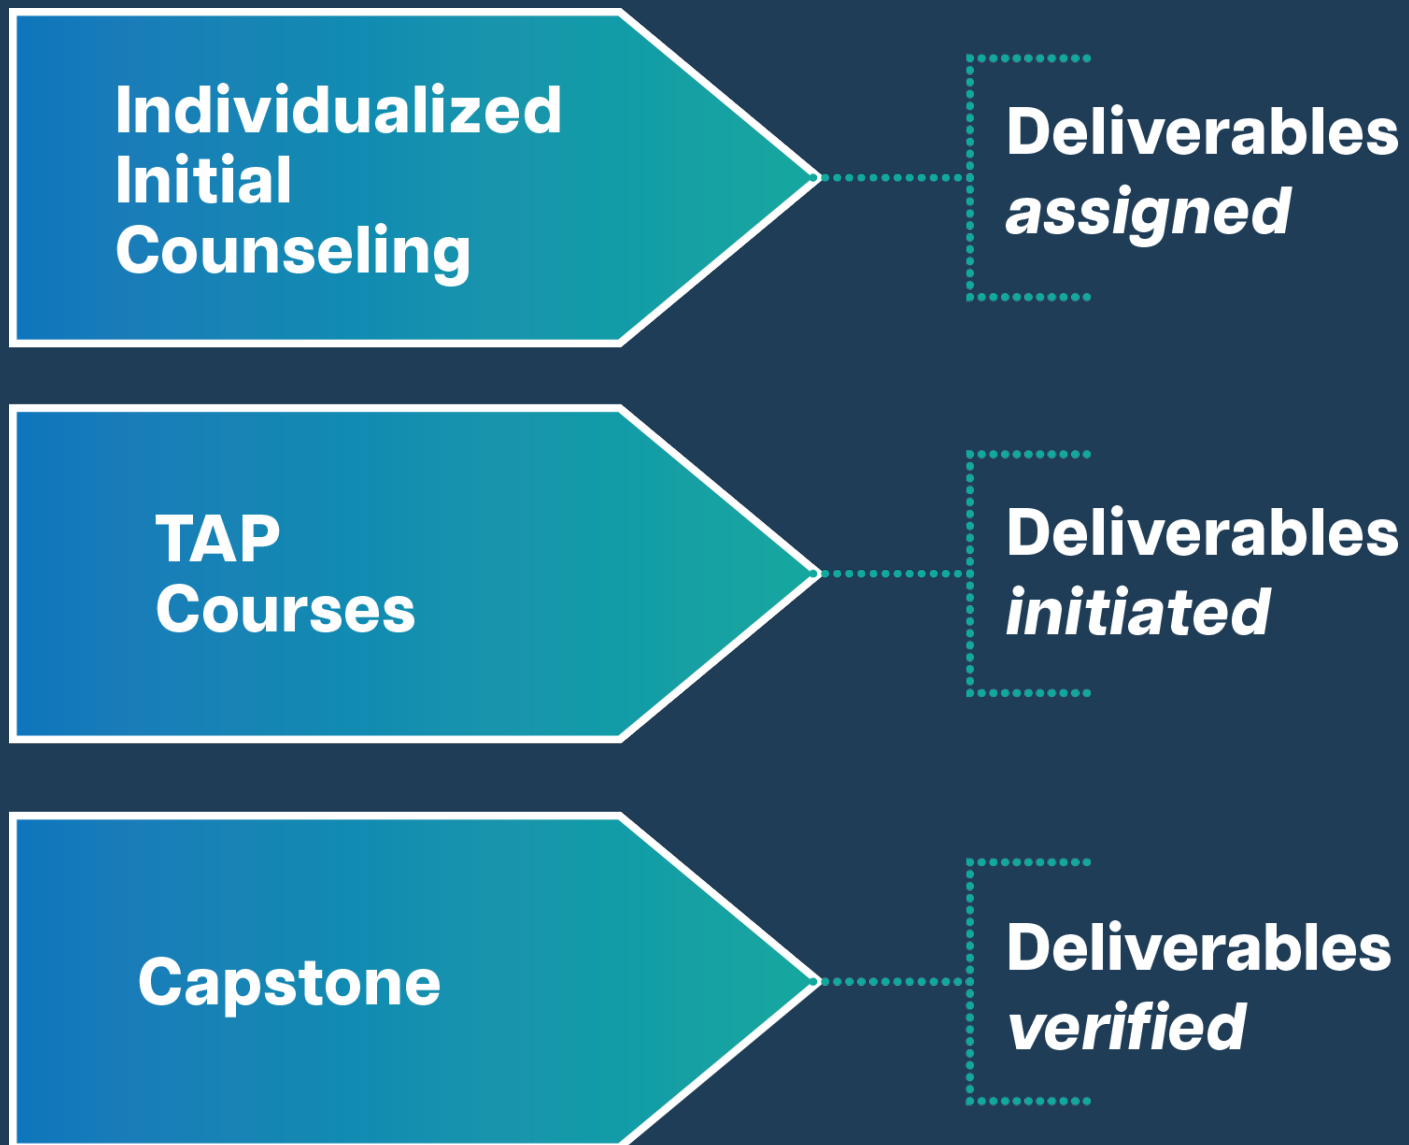 Individualized
Initial
Counseling
Deliverables
assigned
TAP
Courses
Deliverables
initiated
Capstone
Deliverables
verified